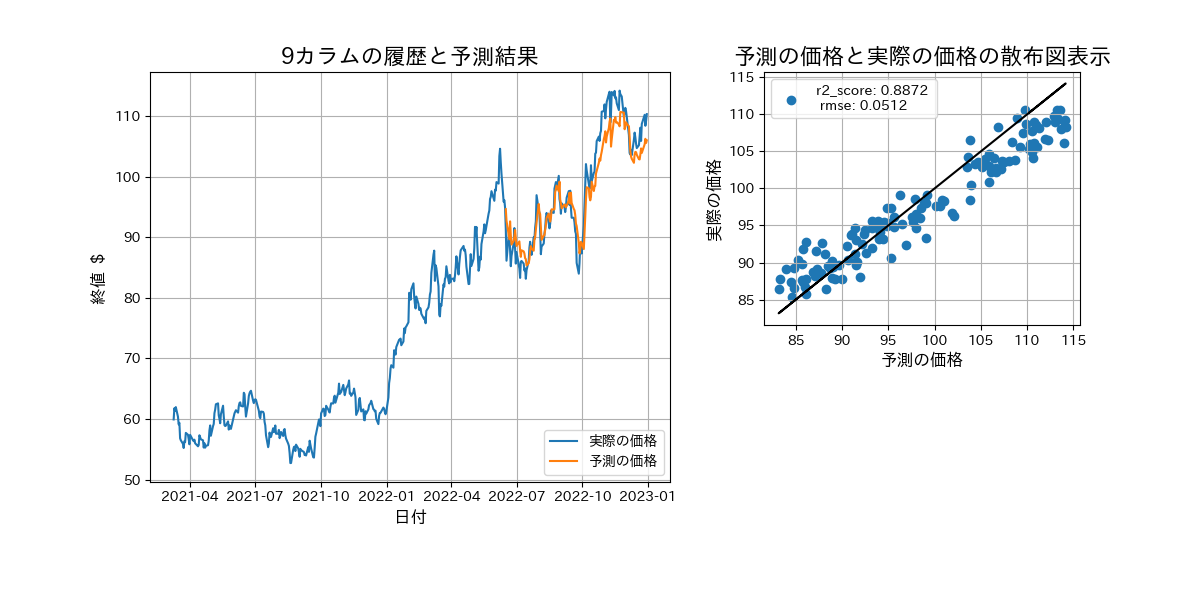 9カラムの履歴と予測結果
終値 $
110
100
90
80
70
60
50
2021-04 2021-07 2021-10 2022-01 2022-04 2022-07 2022-10 2023-01
日付
実際の価格
予測の価格
予測の価格と実際の価格の散布図表示
r2_score: 0.8872
rmse: 0.0512
実際の価格
115
110
105
100
95
90
85
85 90 95 100 105 110 115
予測の価格